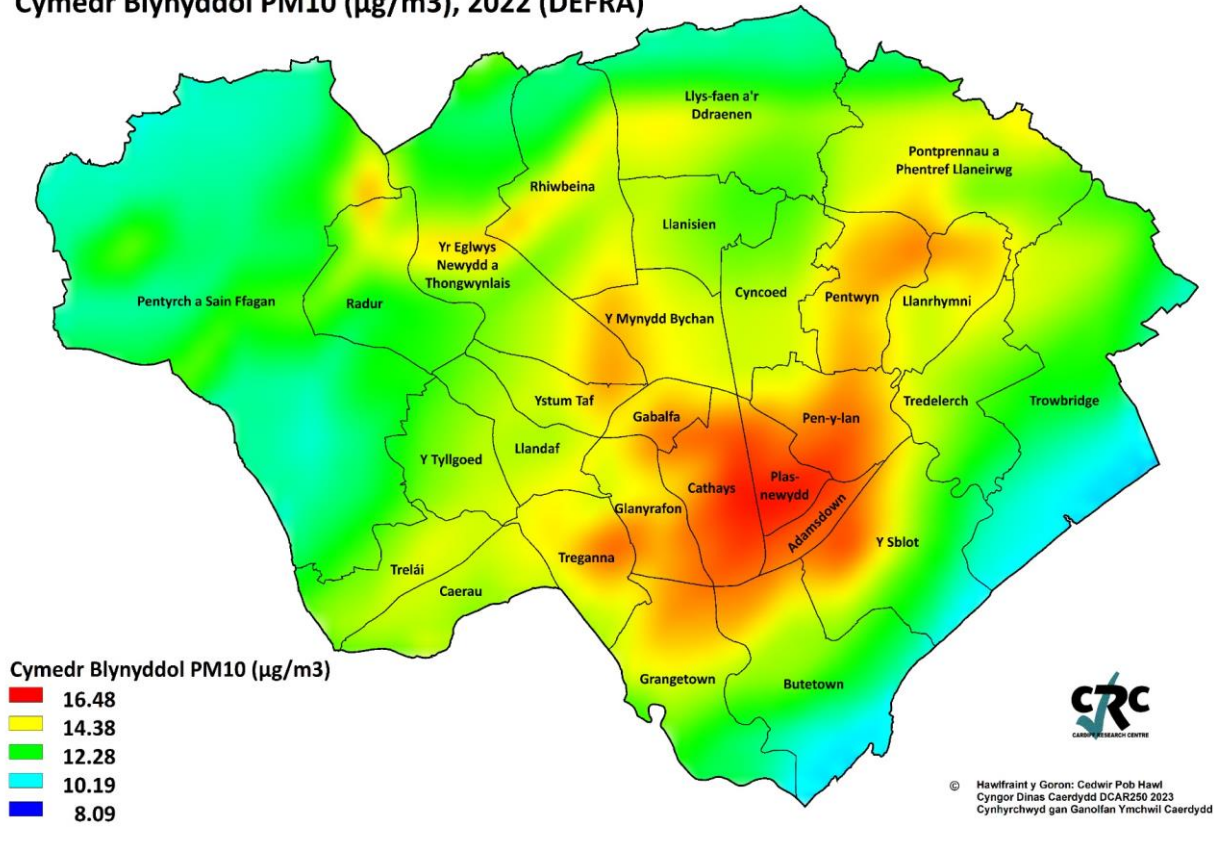 Cymedr Blynyddol PM10 (µg/m3), 2022 (DEFRA)
Llys-faen a'r
Ddraenen
Pontprennau a
Phentref Llaneirwg
Rhiwbeina
Llanisien
Yr Eglwys
Newydd a
Thongwynlais
Pentyrch a Sain Ffagan
Radur
Cyncoed
Pentwyn
Llanrhymni
Y Mynydd Bychan
Ystum Taf
Gabalfa
Pen-y-lan
Tredelerch
Trowbridge
Y Tyllgoed
Llandaf
Cathays
Plas-
newydd
Glanyrafon
Adamsdown
Y Sblot
Treganna
Trelái
Caerau
Grangetown
Butetown
Cymedr Blynyddol PM10 (µg/m3)
16.48
14.38
12.28
10.19
8.09
CRC
CARDIFF RESEARCH CENTRE
© Hawlfraint y Goron: Cedwir Pob Hawl
Cyngor Dinas Caerdydd DCAR250 2023
Cynhyrchwyd gan Ganolfan Ymchwil Caerdydd